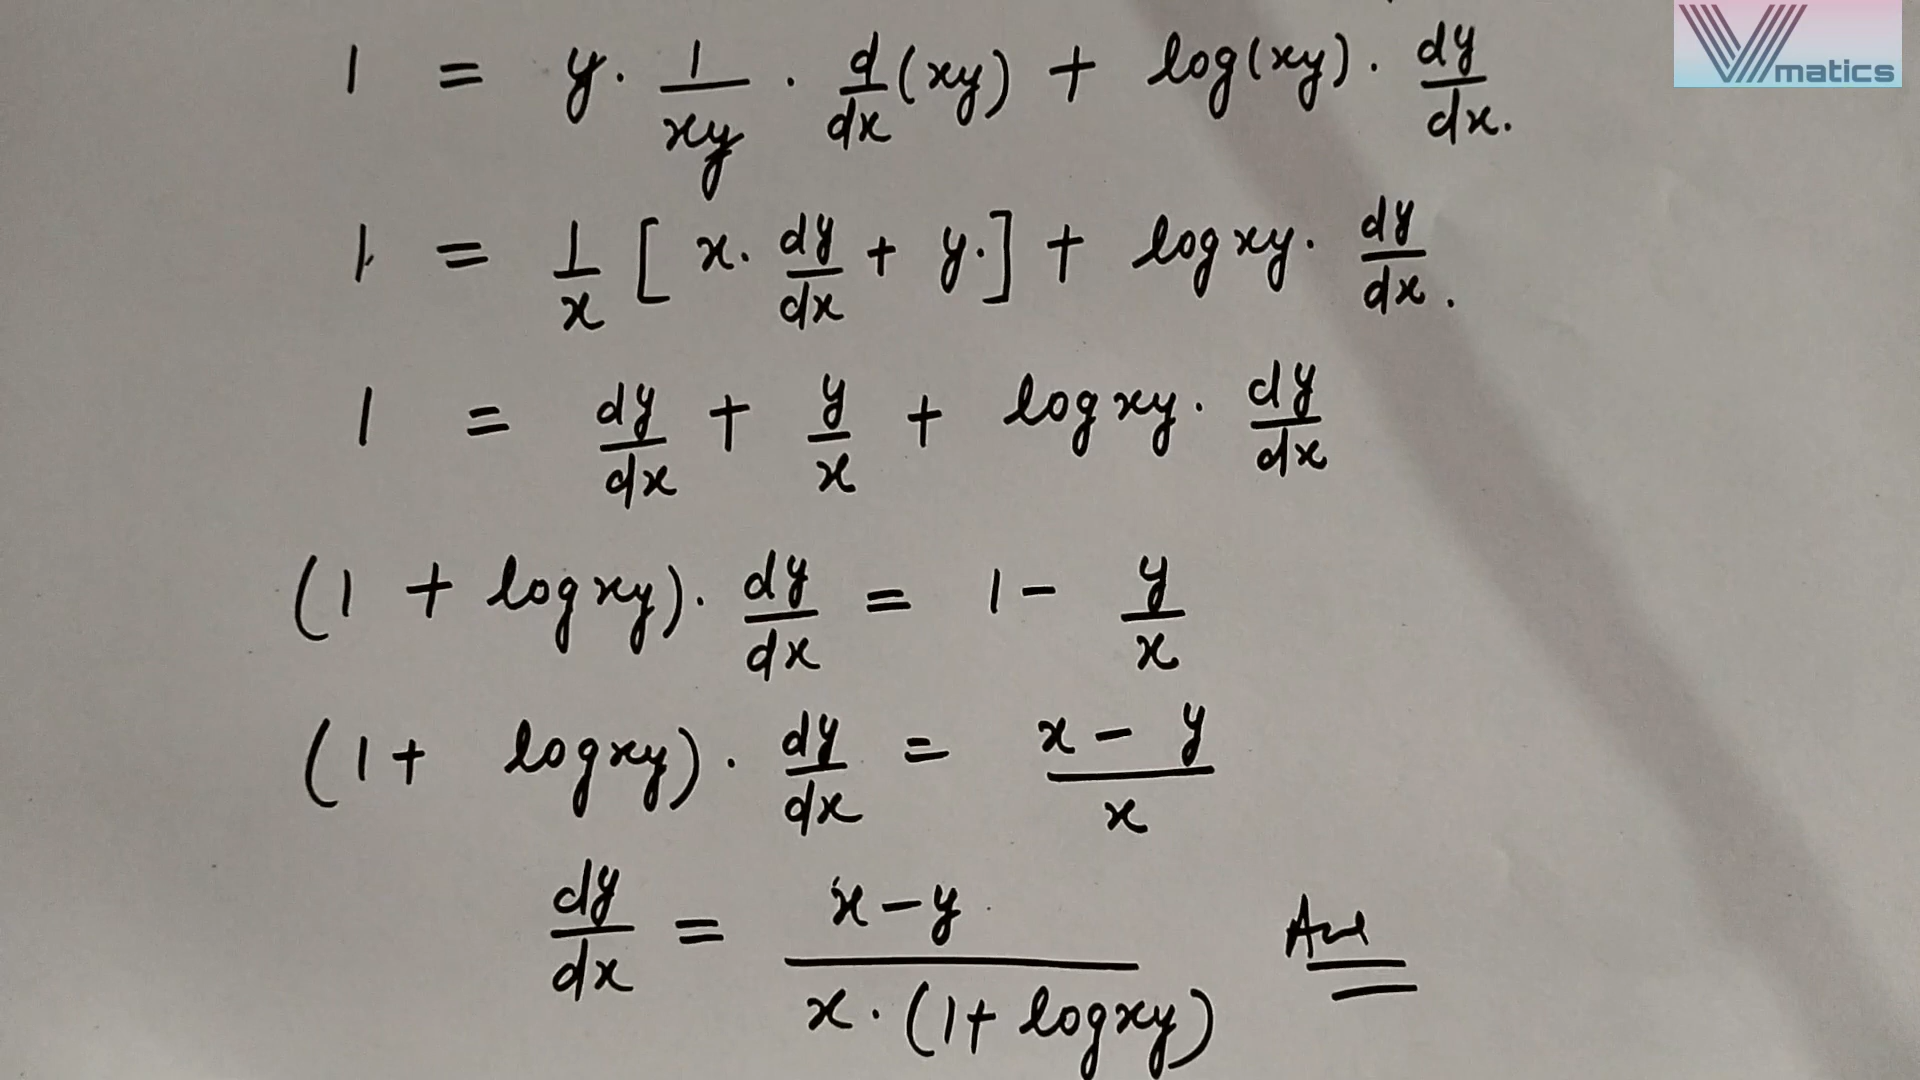 Vmatics
1 = y · 1/xy · d/dx (xy) + log(xy) · dy/dx.
1 = 1/x [ x · dy/dx + y · ] + log xy · dy/dx.
1 = dy/dx + y/x + log xy · dy/dx
(1 + log xy) · dy/dx = 1 - y/x
(1 + log xy) · dy/dx = x - y/x
dy/dx = x - y/x · (1 + log xy) Ans